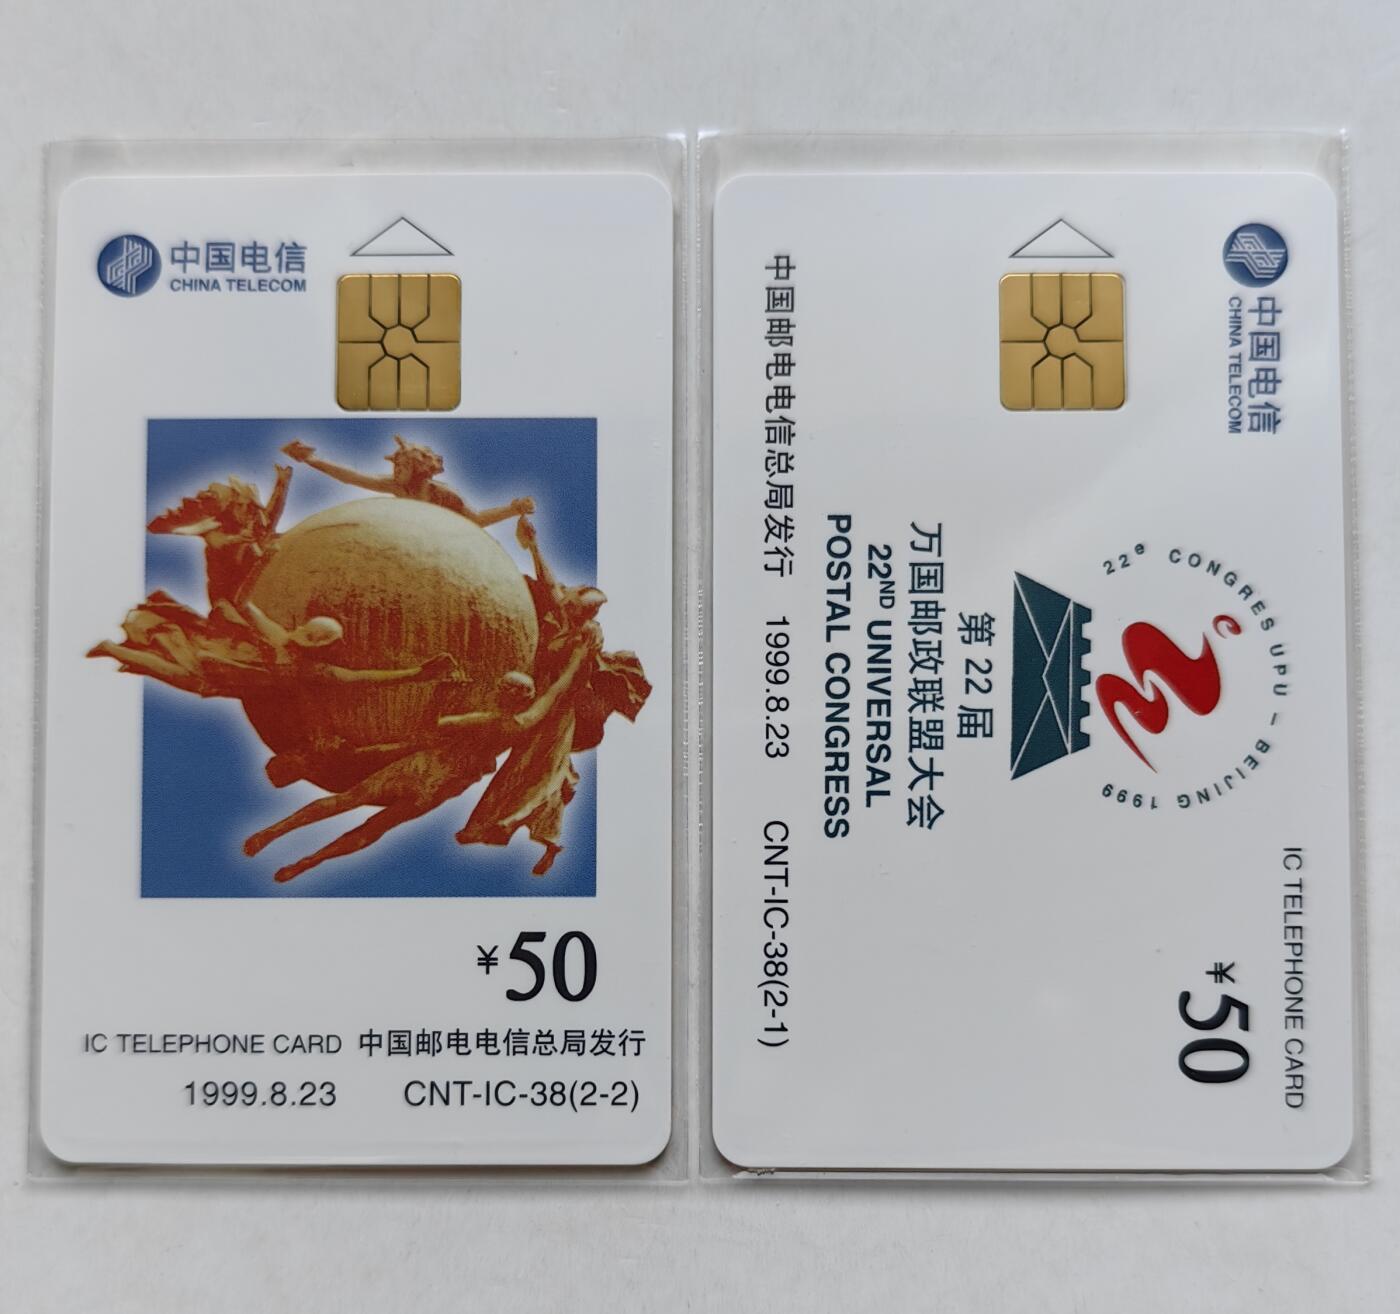 中国电信
CHINA TELECOM
¥50
IC TELEPHONE CARD 中国邮电电信总局发行
1999.8.23 CNT-IC-38(2-2)
中国电信
CHINA TELECOM
IC TELEPHONE CARD
¥50
22e CONGRES UPU – BEIJING 1999
第22届
万国邮政联盟大会
22ND UNIVERSAL
POSTAL CONGRESS
中国邮电电信总局发行 1999.8.23 CNT-IC-38(2-1)